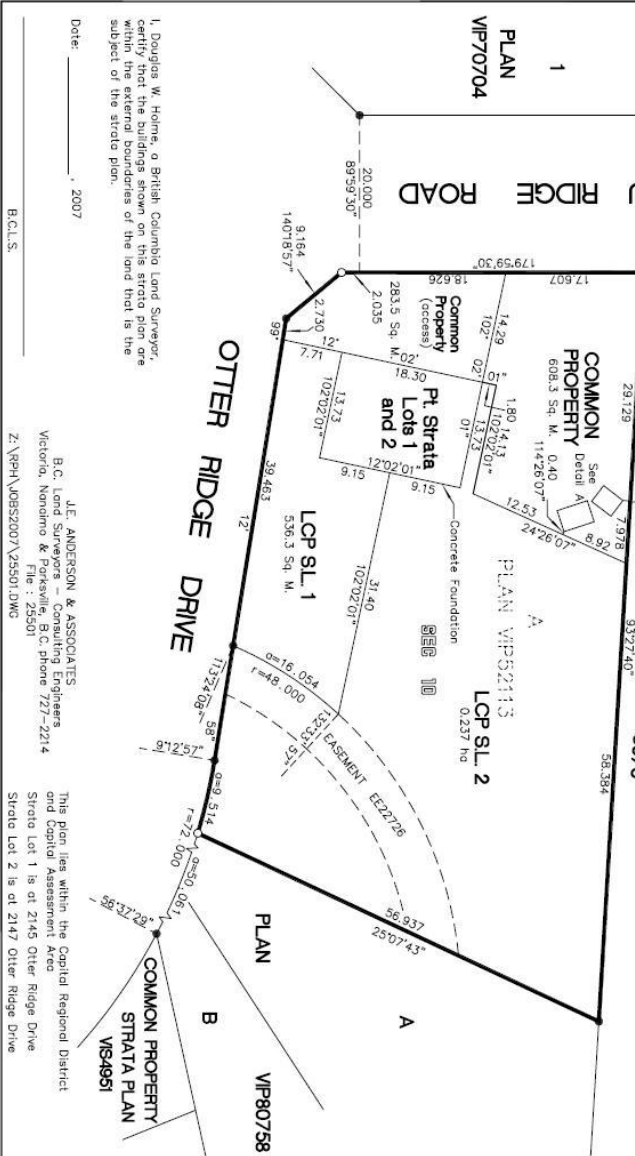 1
PLAN
VIP70704
RIDGE ROAD
20.000
89°59'30"
179°59'30"
18.626
17.607
29.129
7.978
93°27'40"
58.384
COMMON
PROPERTY
608.3 Sq. M.
See
Detail A
0.40
114°26'07"
8.92
12.53
24°26'07"
14.29
102°
02'
01"
1.80
14.13
102°02'01"
13.73
01"
Common
Property
(access)
283.5 Sq. M.
2.035
9.164
140°18'57"
2.730
99°
12'
7.71
02'
18.30
Pt. Strata
Lots 1
and 2
13.73
102°02'01"
9.15
12°02'01"
9.15
Concrete Foundation
A
PLAN VIP52113
SEC 10
LCP S.L. 2
0.237 ha
LCP S.L. 1
536.3 Sq. M.
31.40
102°02'01"
39.463
12'
a=16.054
r=48.000
57"
EASEMENT EE22726
113°24'08"
58"
9°12'57"
a=9.514
r=72.000
a=50.061
56°37'29"
56.937
25°07'43"
OTTER RIDGE DRIVE
A
B
PLAN VIP80758
COMMON PROPERTY
STRATA PLAN
VIS4951
I, Douglas W. Holme, a British Columbia Land Surveyor,
certify that the buildings shown on this strata plan are
within the external boundaries of the land that is the
subject of the strata plan.
Date: , 2007
B.C.L.S.
J.E. ANDERSON & ASSOCIATES
B.C. Land Surveyors - Consulting Engineers
Victoria, Nanaimo & Parksville, B.C. phone 727-2214
File : 25501
Z:\RPH\JOBS2007\25501.DWG
This plan lies within the Capital Regional District
and Capital Assessment Area
Strata Lot 1 is at 2145 Otter Ridge Drive
Strata Lot 2 is at 2147 Otter Ridge Drive